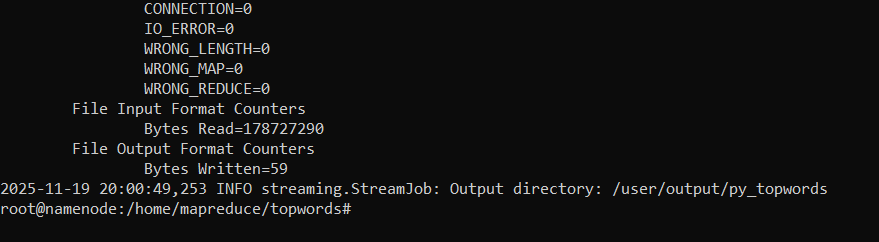 CONNECTION=0
IO_ERROR=0
WRONG_LENGTH=0
WRONG_MAP=0
WRONG_REDUCE=0
File Input Format Counters
Bytes Read=178727290
File Output Format Counters
Bytes Written=59
2025-11-19 20:00:49,253 INFO streaming.StreamJob: Output directory: /user/output/py_topwords
root@namenode:/home/mapreduce/topwords#